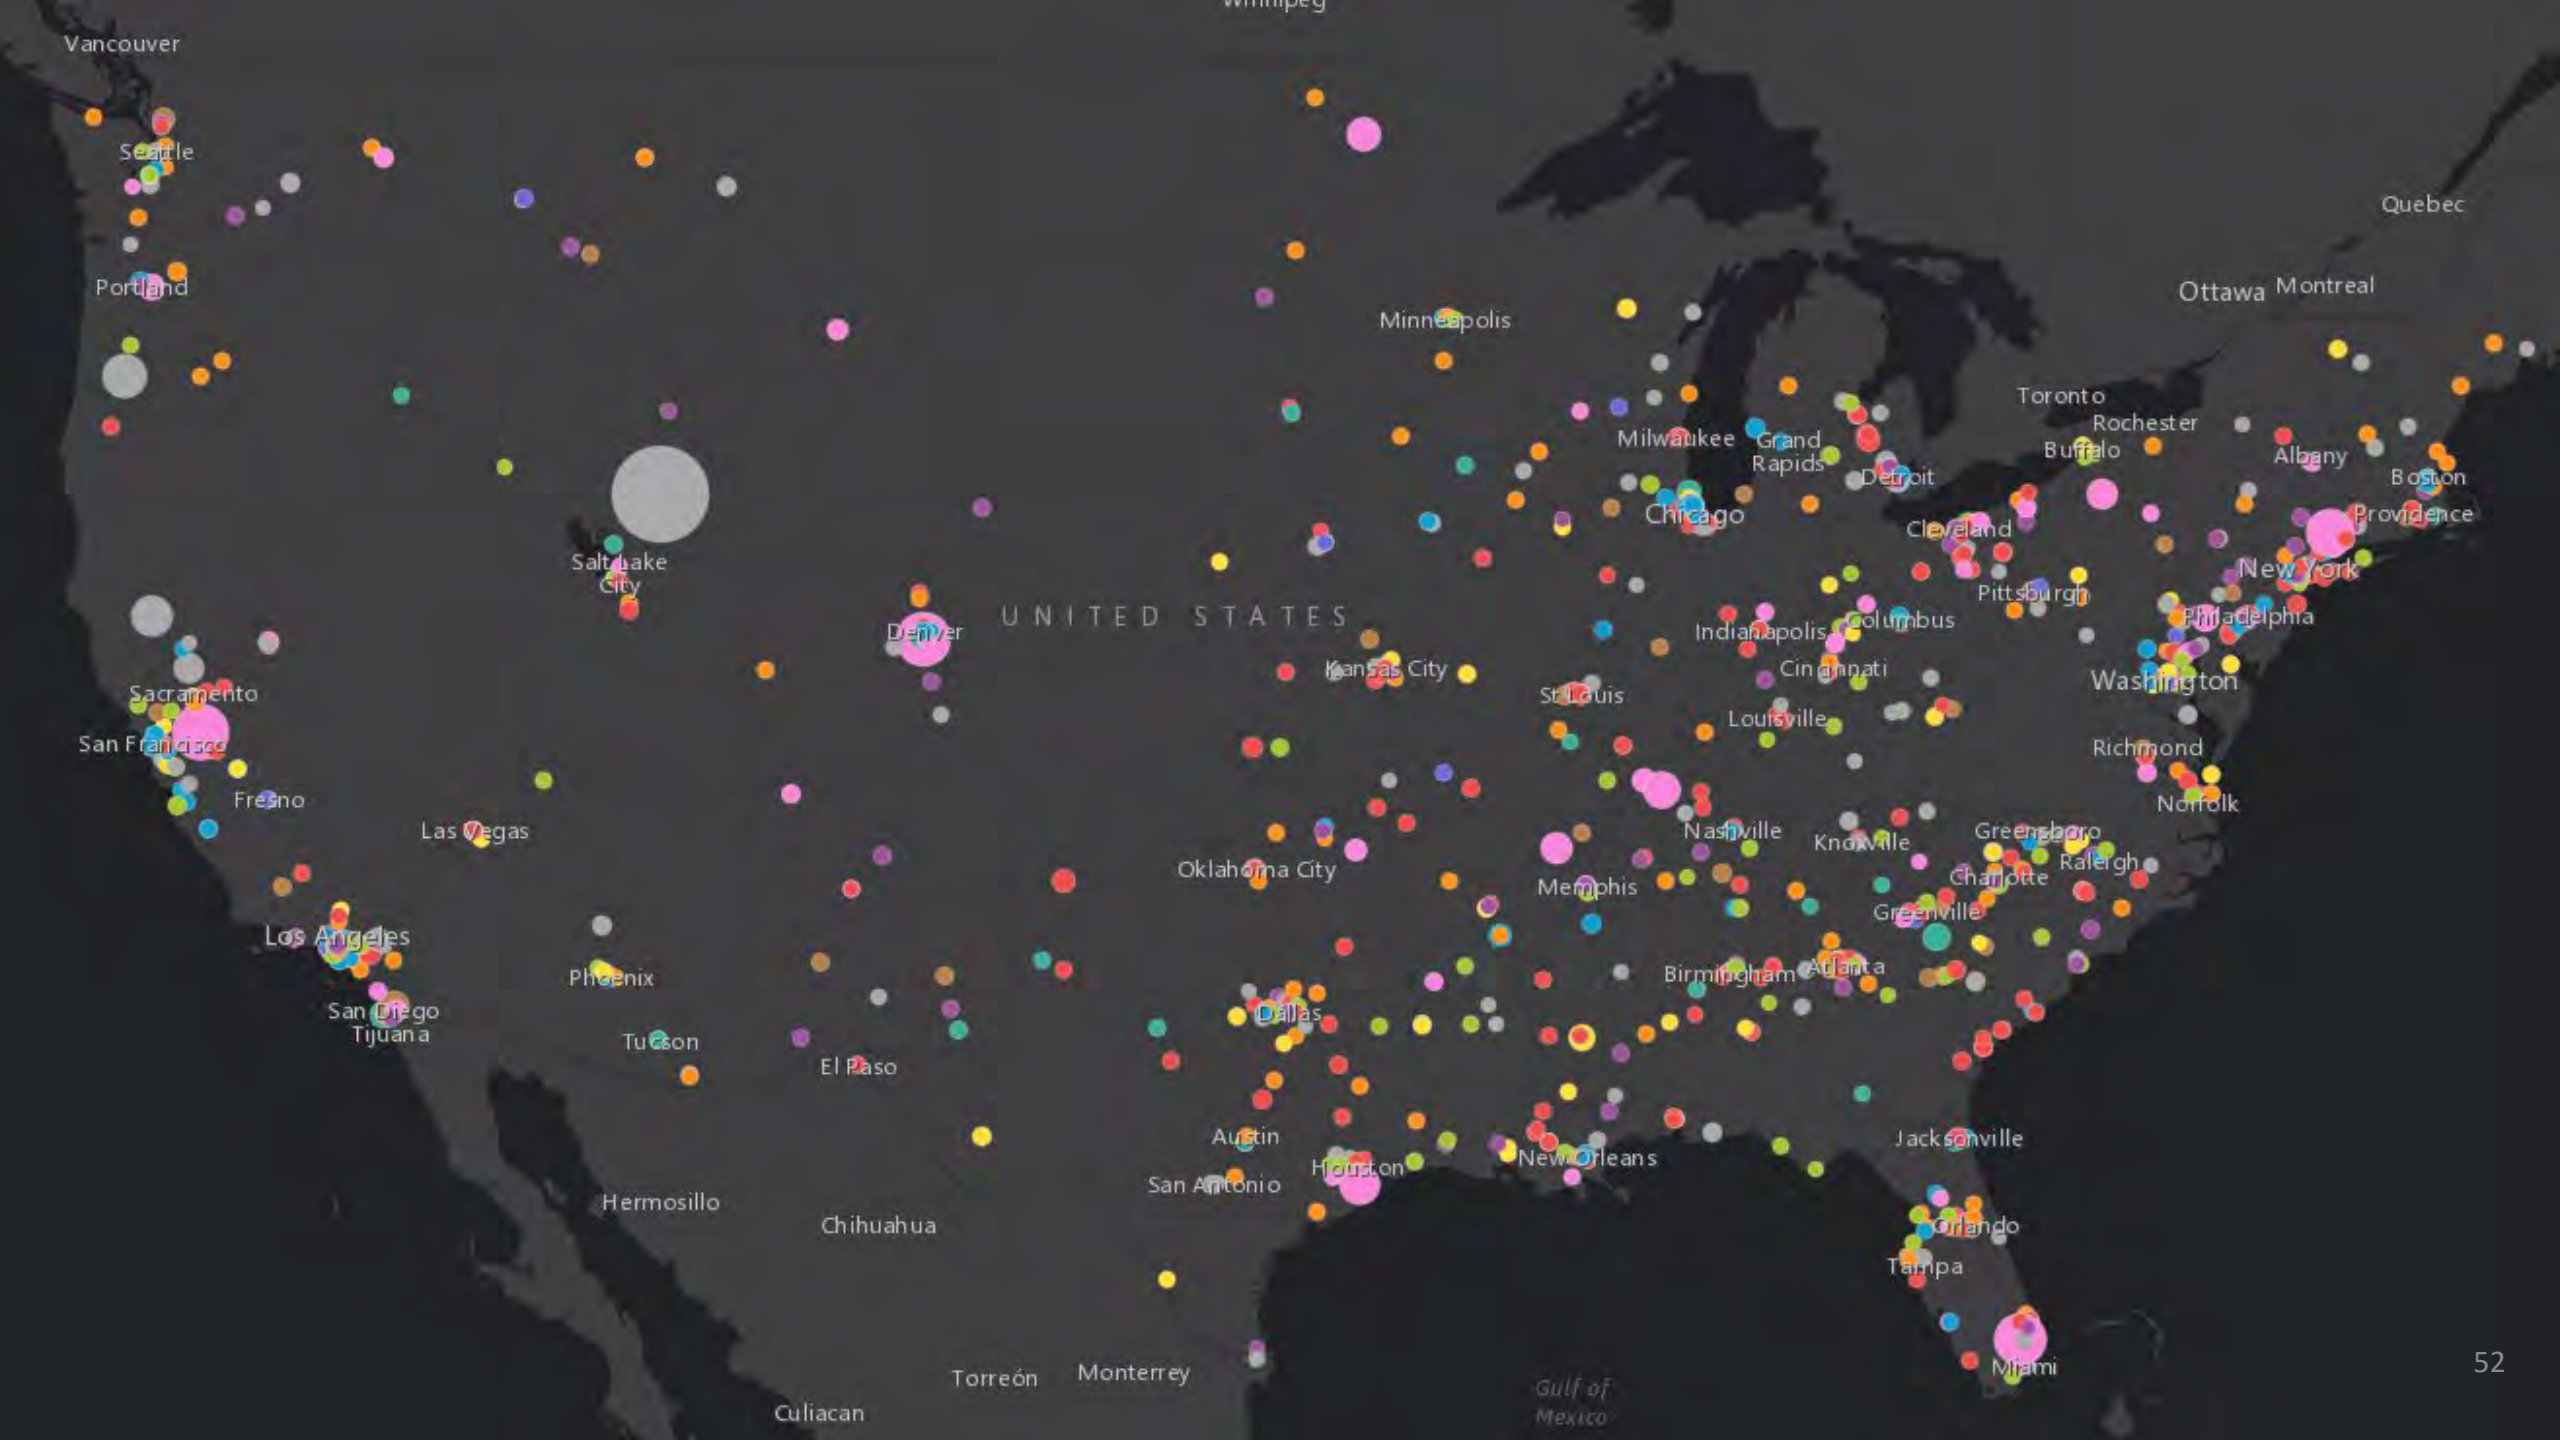 Winnipeg
Vancouver
Seattle
Quebec
Portland
Ottawa
Montreal
Minneapolis
Toronto
Rochester
Milwaukee
Grand
Rapids
Buffalo
Albany
Detroit
Boston
Chicago
Providence
Cleveland
Salt Lake
City
New York
Pittsburgh
UNITED STATES
Denver
Indianapolis
Columbus
Philadelphia
Kansas City
Cincinnati
Washington
Sacramento
St Louis
Louisville
San Francisco
Richmond
Fresno
Norfolk
Las Vegas
Nashville
Knoxville
Greensboro
Raleigh
Oklahoma City
Memphis
Charlotte
Greenville
Los Angeles
Phoenix
Birmingham
Atlanta
San Diego
Dallas
Tijuana
Tucson
El Paso
Austin
Jacksonville
Houston
New Orleans
San Antonio
Hermosillo
Chihuahua
Orlando
Tampa
Miami
52
Torreón
Monterrey
Gulf of
Mexico
Culiacan